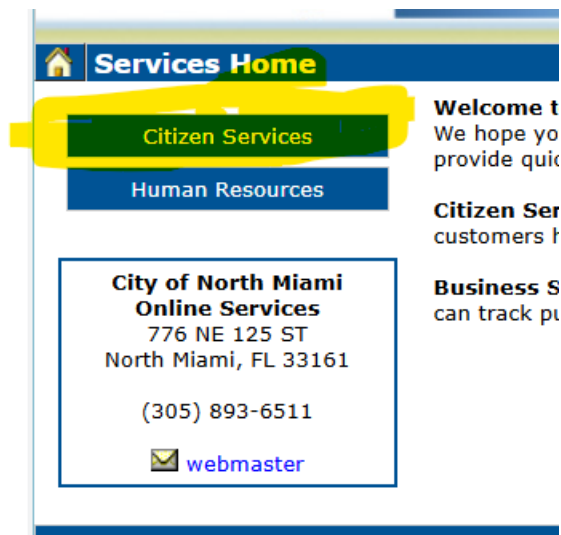 Services Home
Citizen Services
Human Resources
City of North Miami
Online Services
776 NE 125 ST
North Miami, FL 33161
(305) 893-6511
webmaster
Welcome t
We hope yo
provide quic
Citizen Ser
customers h
Business S
can track pu